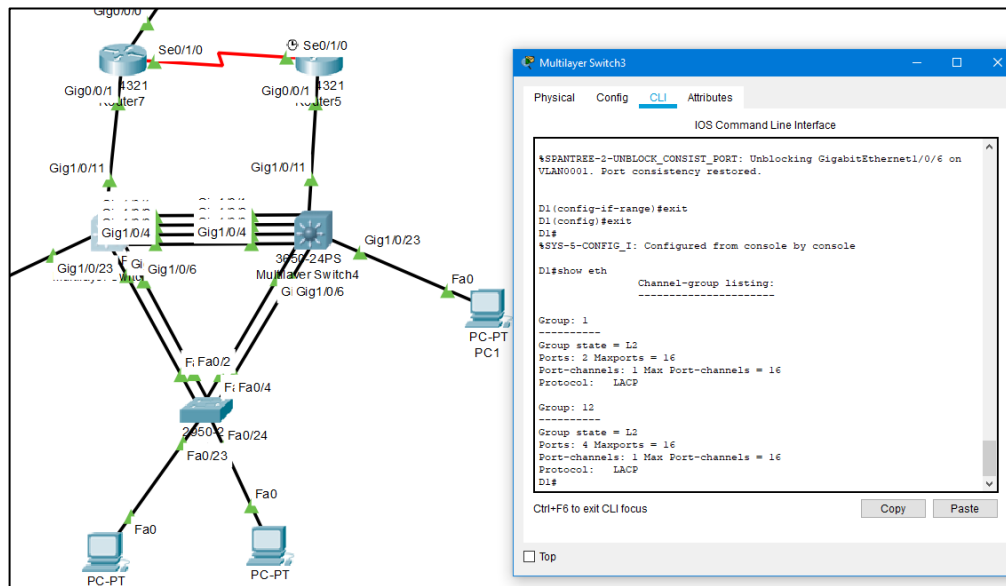 Gig0/0/0
Se0/1/0
Se0/1/0
4321
Router7
4321
Router5
Gig0/0/1
Gig0/0/1
Gig1/0/11
Gig1/0/11
Gig1/0/4
Gig1/0/4
3650-24PS
Multilayer Switch4
Gig1/0/23
Gig1/0/23
Gig1/0/6
Gig1/0/6
Fa0
PC-PT
PC1
Fa0/2
Fa0/4
Fa0/24
Fa0/23
Fa0
Fa0
PC-PT
PC-PT
Multilayer Switch3
Physical Config CLI Attributes
IOS Command Line Interface
%SPANTREE-2-UNBLOCK_CONSIST_PORT: Unblocking GigabitEthernet1/0/6 on
VLAN0001. Port consistency restored.
D1(config-if-range)#exit
D1(config)#exit
D1#
%SYS-5-CONFIG_I: Configured from console by console
D1#show eth
Channel-group listing:
----------------------
Group: 1
----------
Group state = L2
Ports: 2 Maxports = 16
Port-channels: 1 Max Port-channels = 16
Protocol: LACP
Group: 12
----------
Group state = L2
Ports: 4 Maxports = 16
Port-channels: 1 Max Port-channels = 16
Protocol: LACP
D1#
Ctrl+F6 to exit CLI focus
Copy
Paste
Top